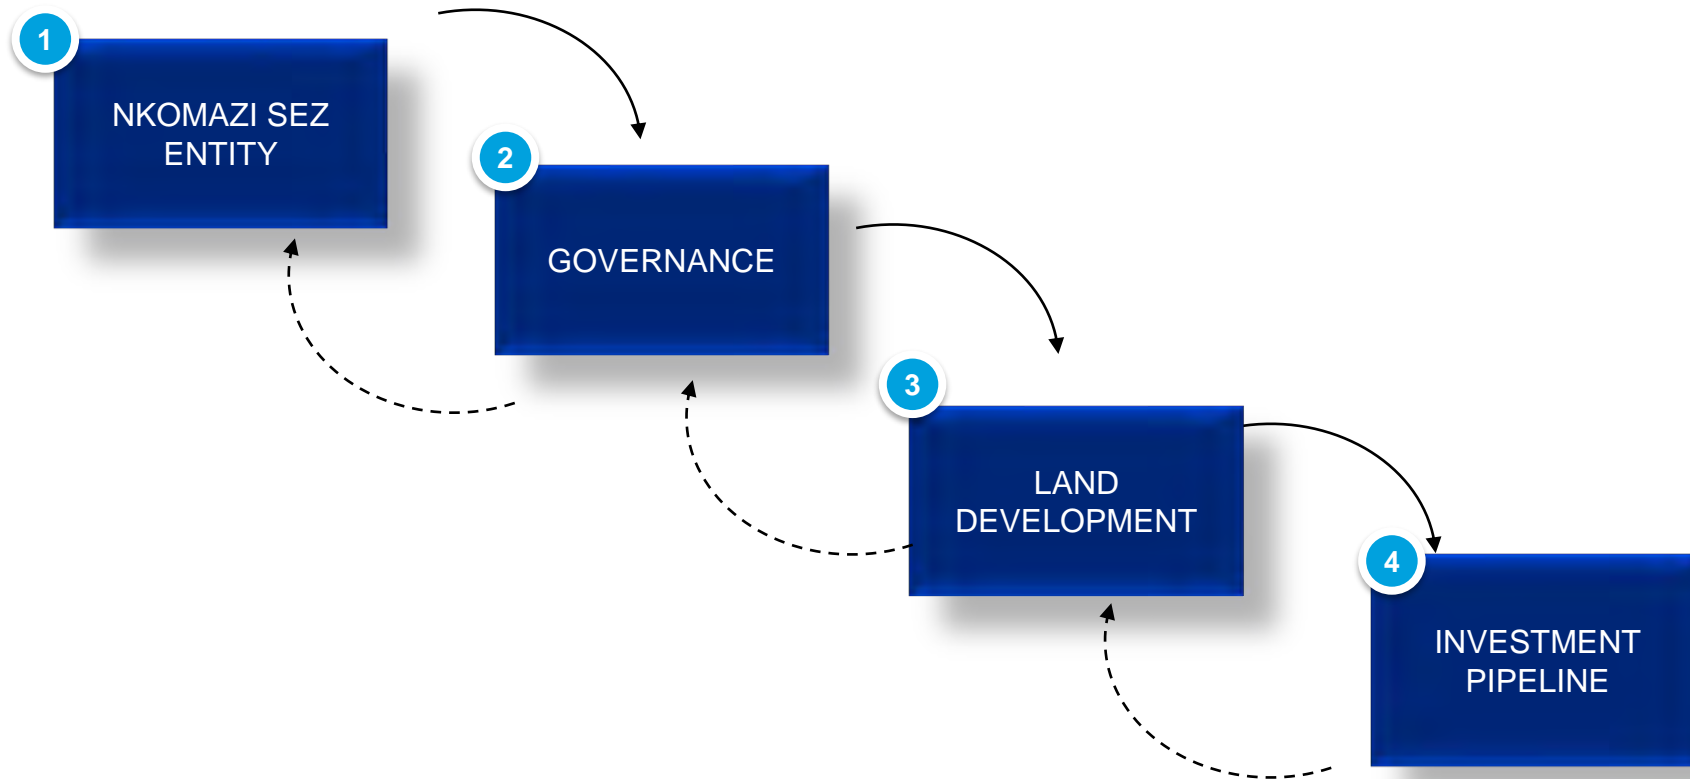 1
NKOMAZI SEZ
ENTITY
2
GOVERNANCE
3
LAND
DEVELOPMENT
4
INVESTMENT
PIPELINE